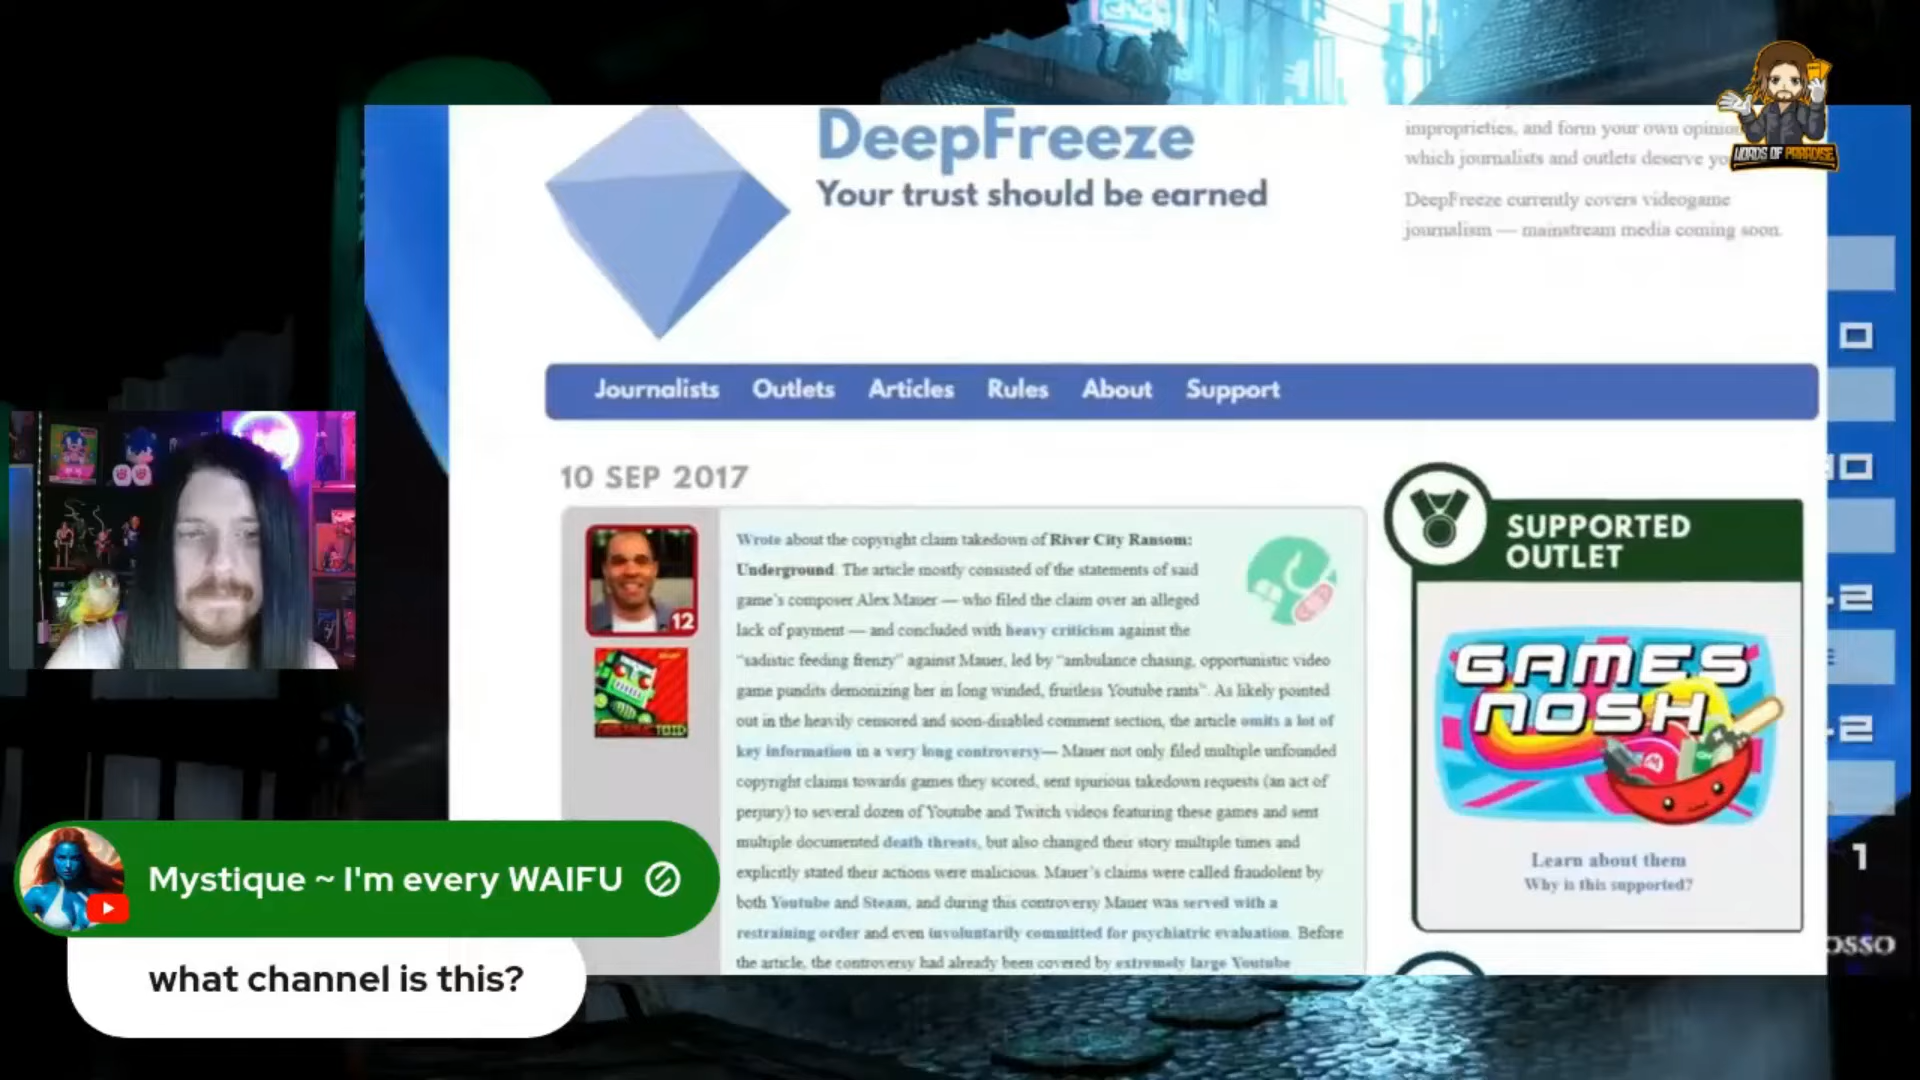 WORDS OF PARADISE
DeepFreeze
Your trust should be earned
improprieties, and form your own
which journalists and outlets deserve
DeepFreeze currently covers videogame
journalism — mainstream media coming soon.
Journalists Outlets Articles Rules About Support
10 SEP 2017
12
Wrote about the copyright claim takedown of River City Ransom:
Underground. The article mostly consisted of the statements of said
game's composer Alex Mauer — who filed the claim over an alleged
lack of payment — and concluded with heavy criticism against the
"sadistic feeding frenzy" against Mauer, led by "ambulance chasing, opportunistic video
game pundits demonizing her in long winded, fruitless Youtube rants". As likely pointed
out in the heavily censored and soon-disabled comment section, the article omits a lot of
key information in a very long controversy— Mauer not only filed multiple unfounded
copyright claims towards games they scored, sent spurious takedown requests (an act of
perjury) to several dozen of Youtube and Twitch videos featuring these games and sent
multiple documented death threats, but also changed their story multiple times and
explicitly stated their actions were malicious. Mauer's claims were called fraudolent by
both Youtube and Steam, and during this controversy Mauer was served with a
restraining order and even involuntarily committed for psychiatric evaluation. Before
the article, the controversy had already been covered by extremely large Youtube
SUPPORTED
OUTLET
GAMES
NOSH
Learn about them
Why is this supported?
-2
-2
1
OSSO
Mystique ~ I'm every WAIFU
what channel is this?